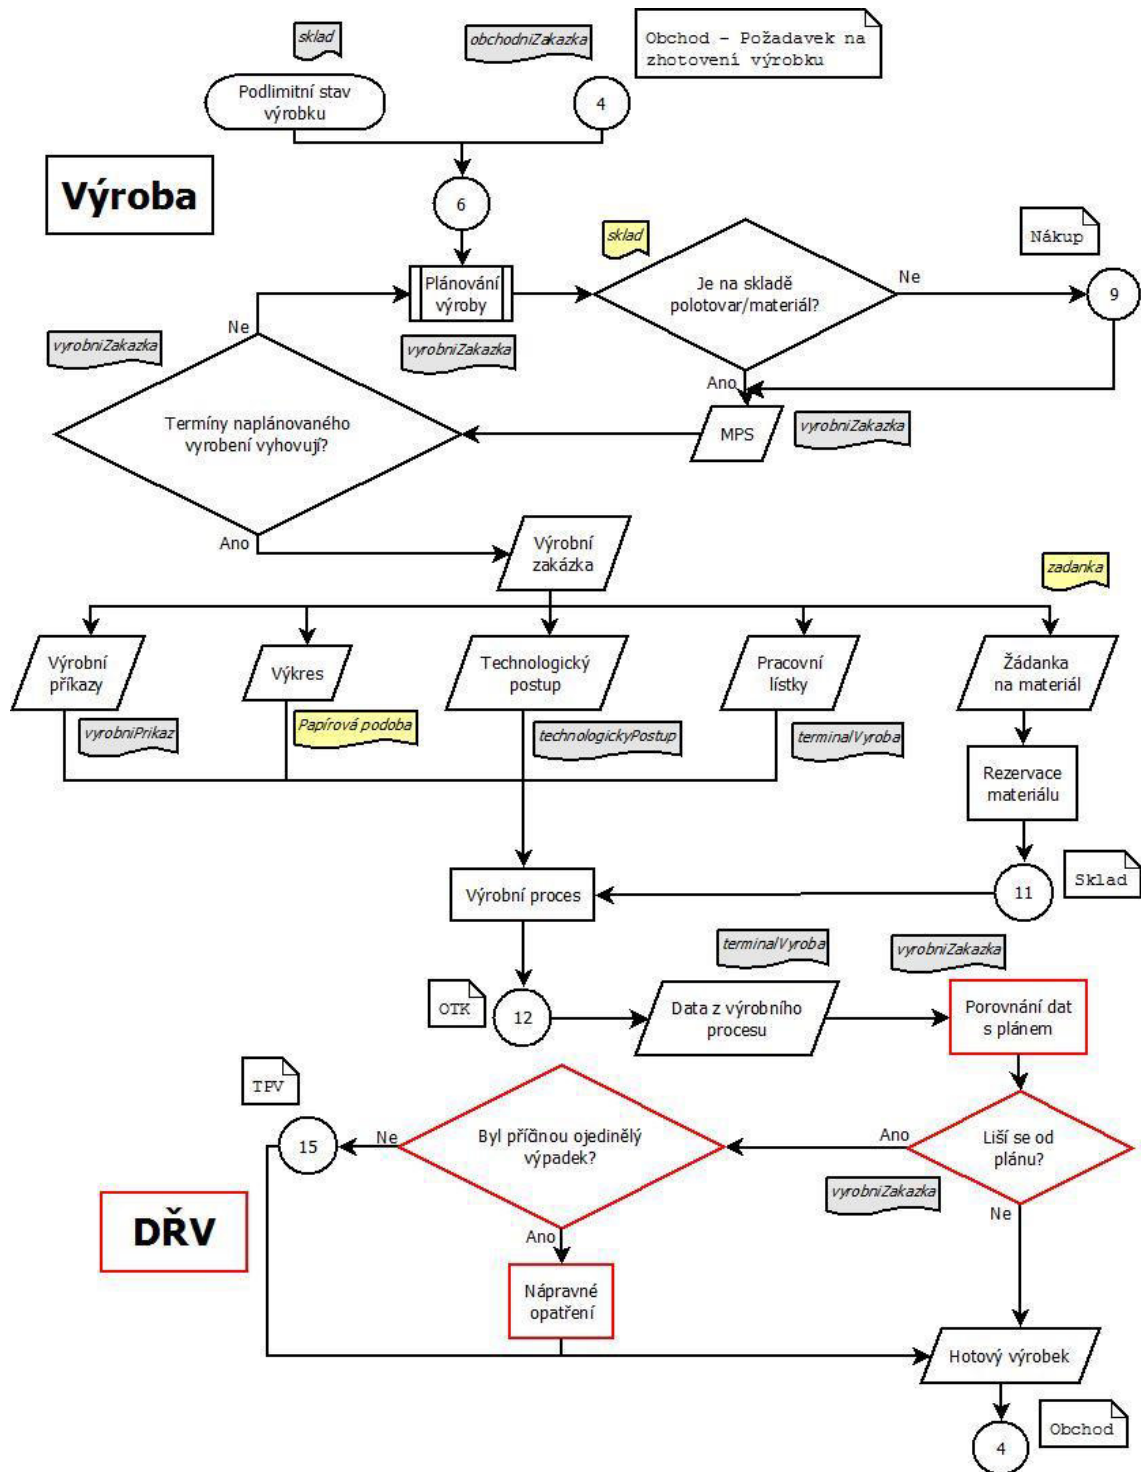 sklad
obchodniZakazka
Obchod - Požadavek na
zhotovení výrobku
Podlimitní stav
výrobku
4
Výroba
6
sklad
Nákup
Plánování
výroby
Je na skladě
polotovar/materiál?
Ne
9
Ne
vyrobniZakazka
vyrobniZakazka
Ano
Termíny naplánovaného
vyrobení vyhovují?
MPS
vyrobniZakazka
Ano
Výrobní
zakázka
zadanka
Výrobní
příkazy
Výkres
Technologický
postup
Pracovní
lístky
Žádanka
na materiál
vyrobniPrikaz
Papírová podoba
technologickyPostup
terminalVyroba
Rezervace
materiálu
Výrobní proces
11
Sklad
terminalVyroba
vyrobniZakazka
OTK
12
Data z výrobního
procesu
Porovnání dat
s plánem
TPV
15
Ne
Byl příčinou ojedinělý
výpadek?
Ano
Liší se od
plánu?
vyrobniZakazka
Ne
DŘV
Ano
Nápravné
opatření
Hotový výrobek
4
Obchod